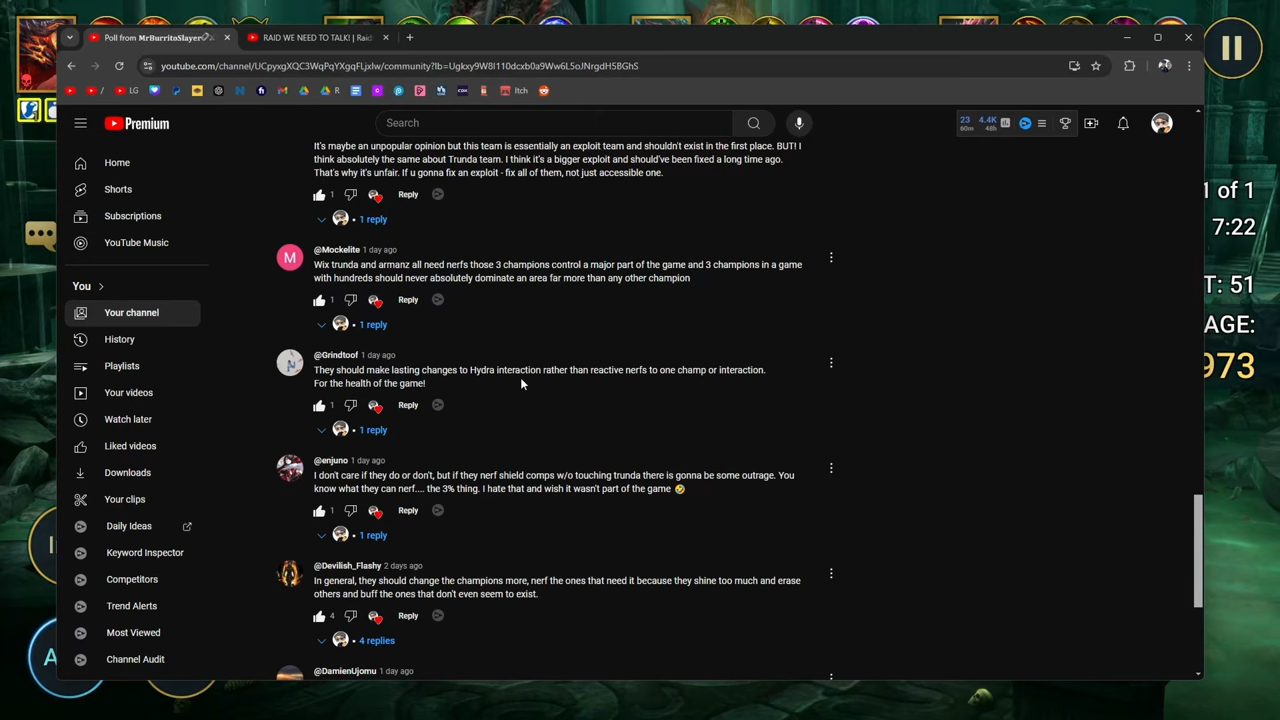 Poll from MrBurritoSlayer
RAID WE NEED TO TALK! | Raid:
youtube.com/channel/UCpyxgXQC3WqPqYXgqFLjxlw/community?lb=Ugkxy9W8I110dcxb0a9Ww6L5oJNrgdH5BGhS
/
LG
R
Itch
Premium
Search
23 4.4K
60m 48h
Home
Shorts
Subscriptions
YouTube Music
You
Your channel
History
Playlists
Your videos
Watch later
Liked videos
Downloads
Your clips
Daily Ideas
Keyword Inspector
Competitors
Trend Alerts
Most Viewed
Channel Audit
It's maybe an unpopular opinion but this team is essentially an exploit team and shouldn't exist in the first place. BUT! I
think absolutely the same about Trunda team. I think it's a bigger exploit and should've been fixed a long time ago.
That's why it's unfair. If u gonna fix an exploit - fix all of them, not just accessible one.
1 Reply
• 1 reply
M
@Mockelite 1 day ago
Wix trunda and armanz all need nerfs those 3 champions control a major part of the game and 3 champions in a game
with hundreds should never absolutely dominate an area far more than any other champion
1 Reply
• 1 reply
@Grindtoof 1 day ago
They should make lasting changes to Hydra interaction rather than reactive nerfs to one champ or interaction.
For the health of the game!
1 Reply
• 1 reply
@enjuno 1 day ago
I don't care if they do or don't, but if they nerf shield comps w/o touching trunda there is gonna be some outrage. You
know what they can nerf.... the 3% thing. I hate that and wish it wasn't part of the game 🤣
1 Reply
• 1 reply
@Devilish_Flashy 2 days ago
In general, they should change the champions more, nerf the ones that need it because they shine too much and erase
others and buff the ones that don't even seem to exist.
4 Reply
• 4 replies
@DamienUjomu 1 day ago
1 of 1
7:22
T: 51
AGE:
973